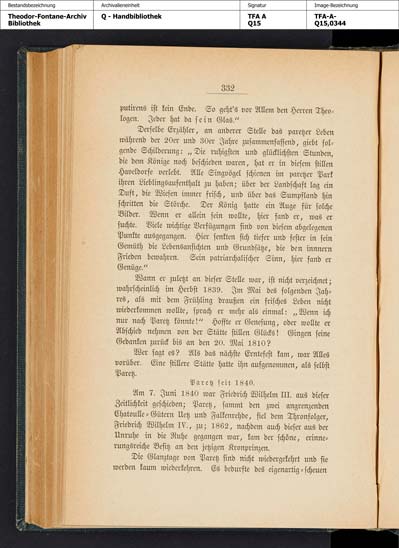 Bestandsbezeichnung
Archivalieneinheit
Signatur
Image-Bezeichnung
Theodor-Fontane-Archiv
Bibliothek
Q - Handbibliothek
TFA A
Q15
TFA-A-
Q15,0344
332
putirens ist kein Ende. So geht's vor Allem den Herren Theo-
logen. Jeder hat da sein Glas."
Derselbe Erzähler, an anderer Stelle das paretzer Leben
während der 20er und 30er Jahre zusammenfassend, giebt fol-
gende Schilderung: „Die ruhigsten und glücklichsten Stunden,
die dem Könige noch beschieden waren, hat er in diesem stillen
Haveldorfe verlebt. Alle Singvögel schienen im paretzer Park
ihren Lieblingsaufenthalt zu haben; über der Landschaft lag ein
Duft, die Wiesen immer frisch, und über das Sumpfland hin
schritten die Störche. Der König hatte ein Auge für solche
Bilder. Wenn er allein sein wollte, hier fand er, was er
suchte. Viele wichtige Verfügungen sind von diesem abgelegenen
Punkte ausgegangen. Hier senkten sich tiefer und fester in sein
Gemüth die Lebensansichten und Grundsätze, die den innern
Frieden bewahren. Sein patriarchalischer Sinn, hier fand er
Genüge."
Wann er zuletzt an dieser Stelle war, ist nicht verzeichnet;
wahrscheinlich im Herbst 1839. Im Mai des folgenden Jah-
res, als mit dem Frühling draußen ein frisches Leben nicht
wiederkommen wollte, sprach er mehr als einmal: „Wenn ich
nur nach Paretz könnte!" Hoffte er Genesung, oder wollte er
Abschied nehmen von der Stätte stillen Glücks! Gingen seine
Gedanken zurück bis an den 20. Mai 1810?
Wer sagt es? Als das nächste Erntefest kam, war Alles
vorüber. Eine stillere Stätte hatte ihn aufgenommen, als selbst
Paretz.
Paretz seit 1840.
Am 7. Juni 1840 war Friedrich Wilhelm III. aus dieser
Zeitlichkeit geschieden; Paretz, sammt den zwei angrenzenden
Chatoulle-Gütern Uetz und Falkenrehde, fiel dem Thronfolger,
Friedrich Wilhelm IV., zu; 1862, nachdem auch dieser aus der
Unruhe in die Ruhe gegangen war, kam der schöne, erinne-
rungsreiche Besitz an den jetzigen Kronprinzen.
Die Glanztage von Paretz sind nicht wiedergekehrt und sie
werden kaum wiederkehren. Es bedurfte des eigenartig-scheuen